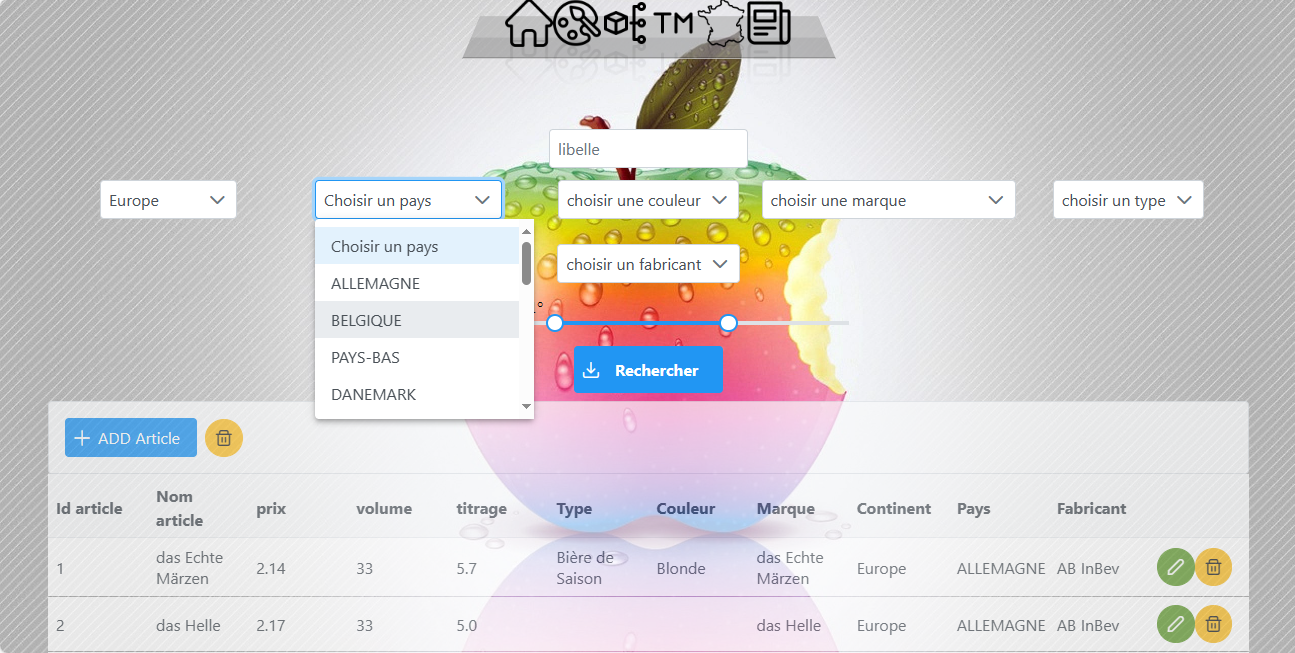 TM
libelle
Europe
Choisir un pays
choisir une couleur
choisir une marque
choisir un type
Choisir un pays
ALLEMAGNE
BELGIQUE
PAYS-BAS
DANEMARK
choisir un fabricant
°
Rechercher
ADD Article
Id article Nom article prix volume titrage Type Couleur Marque Continent Pays Fabricant
1 das Echte Märzen 2.14 33 5.7 Bière de Saison Blonde das Echte Märzen Europe ALLEMAGNE AB InBev
2 das Helle 2.17 33 5.0 das Helle Europe ALLEMAGNE AB InBev